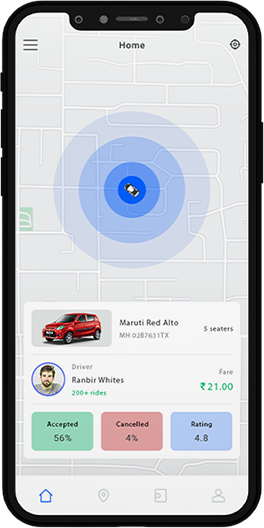 Home
Maruti Red Alto
MH 02B7631TX
5 seaters
Driver
Ranbir Whites
200+ rides
Fare
₹ 21.00
Accepted
56%
Cancelled
4%
Rating
4.8